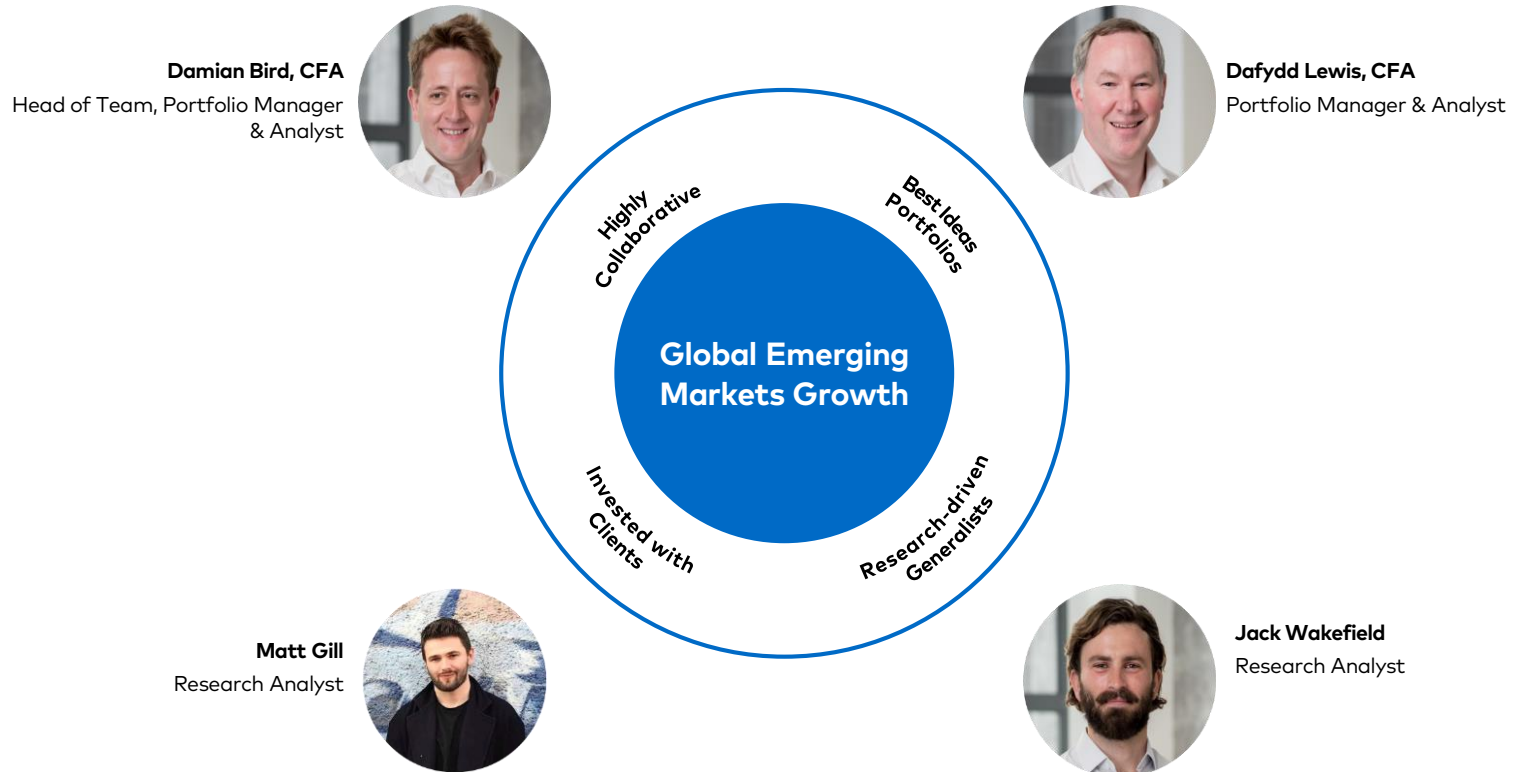 Damian Bird, CFA
Head of Team, Portfolio Manager
& Analyst
Dafydd Lewis, CFA
Portfolio Manager & Analyst
Highly
Collaborative
Best Ideas
Portfolios
Global Emerging
Markets Growth
Invested with
Clients
Research-driven
Generalists
Matt Gill
Research Analyst
Jack Wakefield
Research Analyst